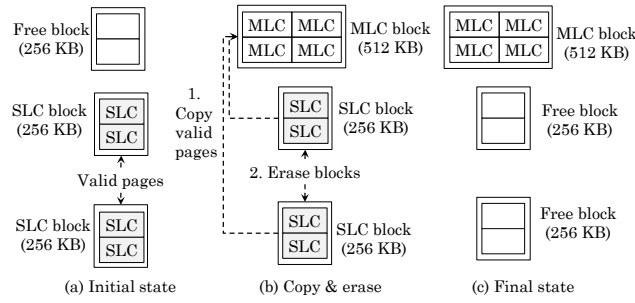 Free block
(256 KB)
SLC block
(256 KB)
SLC
SLC
Valid pages
SLC block
(256 KB)
SLC
SLC
(a) Initial state
MLC MLC
MLC MLC
MLC block
(512 KB)
1.
Copy
valid
pages
SLC
SLC
SLC block
(256 KB)
2. Erase blocks
SLC
SLC
SLC block
(256 KB)
(b) Copy & erase
MLC MLC
MLC MLC
MLC block
(512 KB)
Free block
(256 KB)
Free block
(256 KB)
(c) Final state